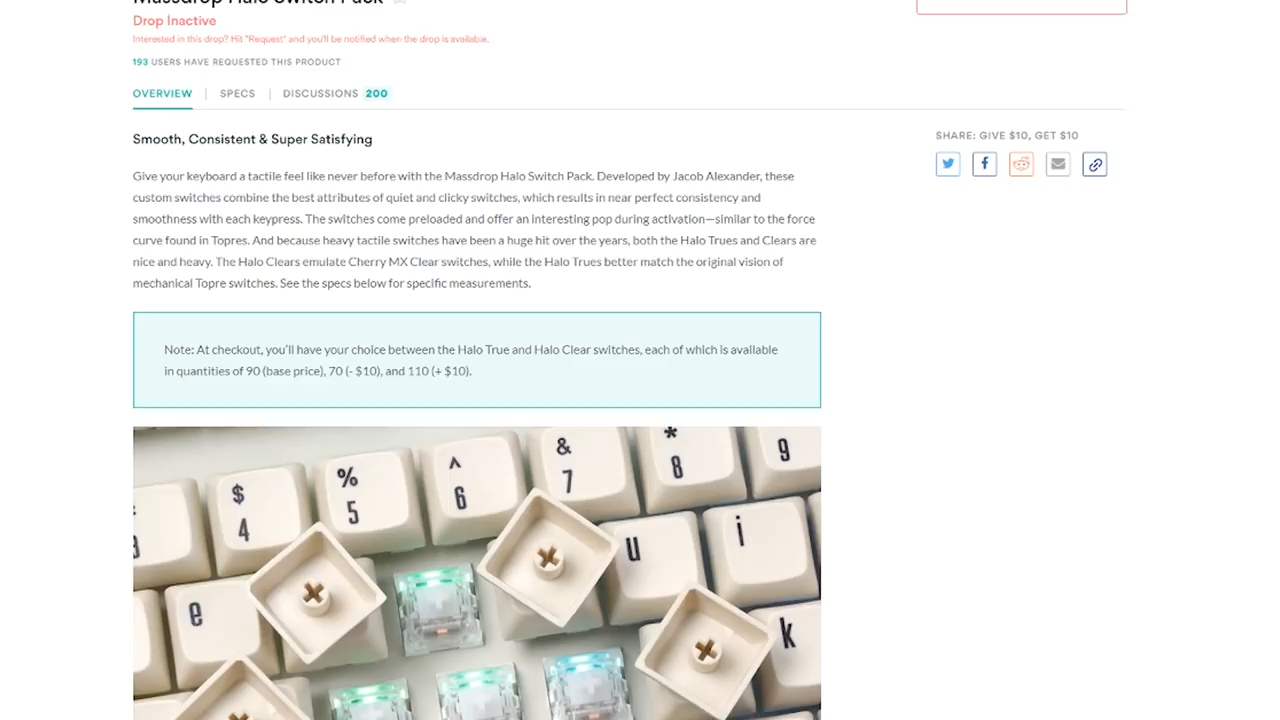 Massdrop Halo Switch Pack
Drop Inactive
Interested in this drop? Hit "Request" and you'll be notified when the drop is available.
193 USERS HAVE REQUESTED THIS PRODUCT
OVERVIEW | SPECS | DISCUSSIONS 200
SHARE: GIVE $10, GET $10
Smooth, Consistent & Super Satisfying
Give your keyboard a tactile feel like never before with the Massdrop Halo Switch Pack. Developed by Jacob Alexander, these
custom switches combine the best attributes of quiet and clicky switches, which results in near perfect consistency and
smoothness with each keypress. The switches come preloaded and offer an interesting pop during activation—similar to the force
curve found in Topres. And because heavy tactile switches have been a huge hit over the years, both the Halo Trues and Clears are
nice and heavy. The Halo Clears emulate Cherry MX Clear switches, while the Halo Trues better match the original vision of
mechanical Topre switches. See the specs below for specific measurements.
Note: At checkout, you'll have your choice between the Halo True and Halo Clear switches, each of which is available
in quantities of 90 (base price), 70 (- $10), and 110 (+ $10).
$ % ^ & *
4 5 6 7 8 9
e u i
k